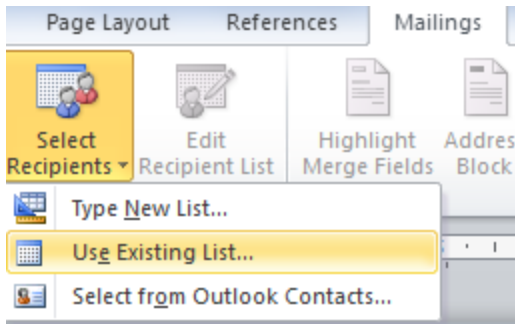 Page Layout References Mailings
Select Recipients
Edit Recipient List
Highlight Merge Fields
Block
Type New List...
Use Existing List...
Select from Outlook Contacts...